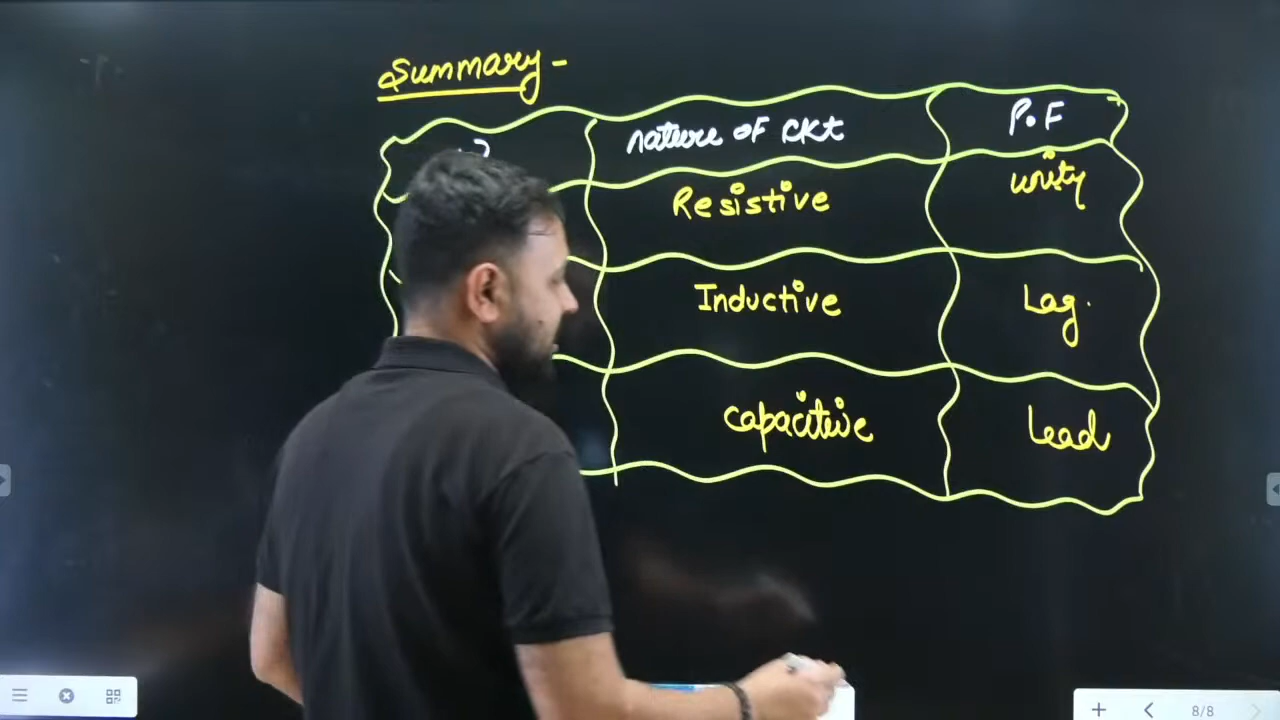 Summary -
nature of ckt P.F
Resistive unity
Inductive Lag.
capacitive Lead
8/8